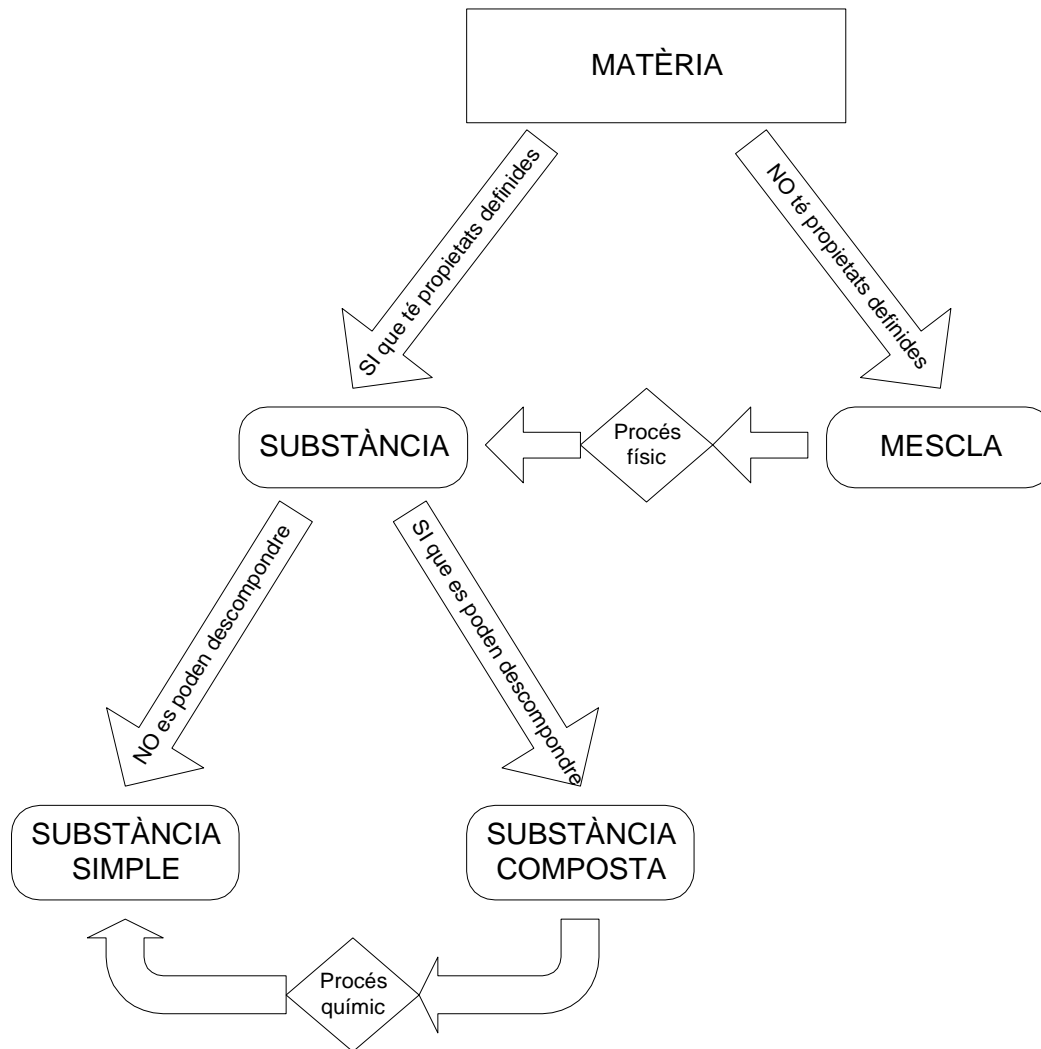 MATÈRIA
SI que té propietats definides
NO té propietats definides
SUBSTÀNCIA
Procés
físic
MESCLA
NO es poden descompondre
SI que es poden descompondre
SUBSTÀNCIA
SIMPLE
SUBSTÀNCIA
COMPOSTA
Procés
químic